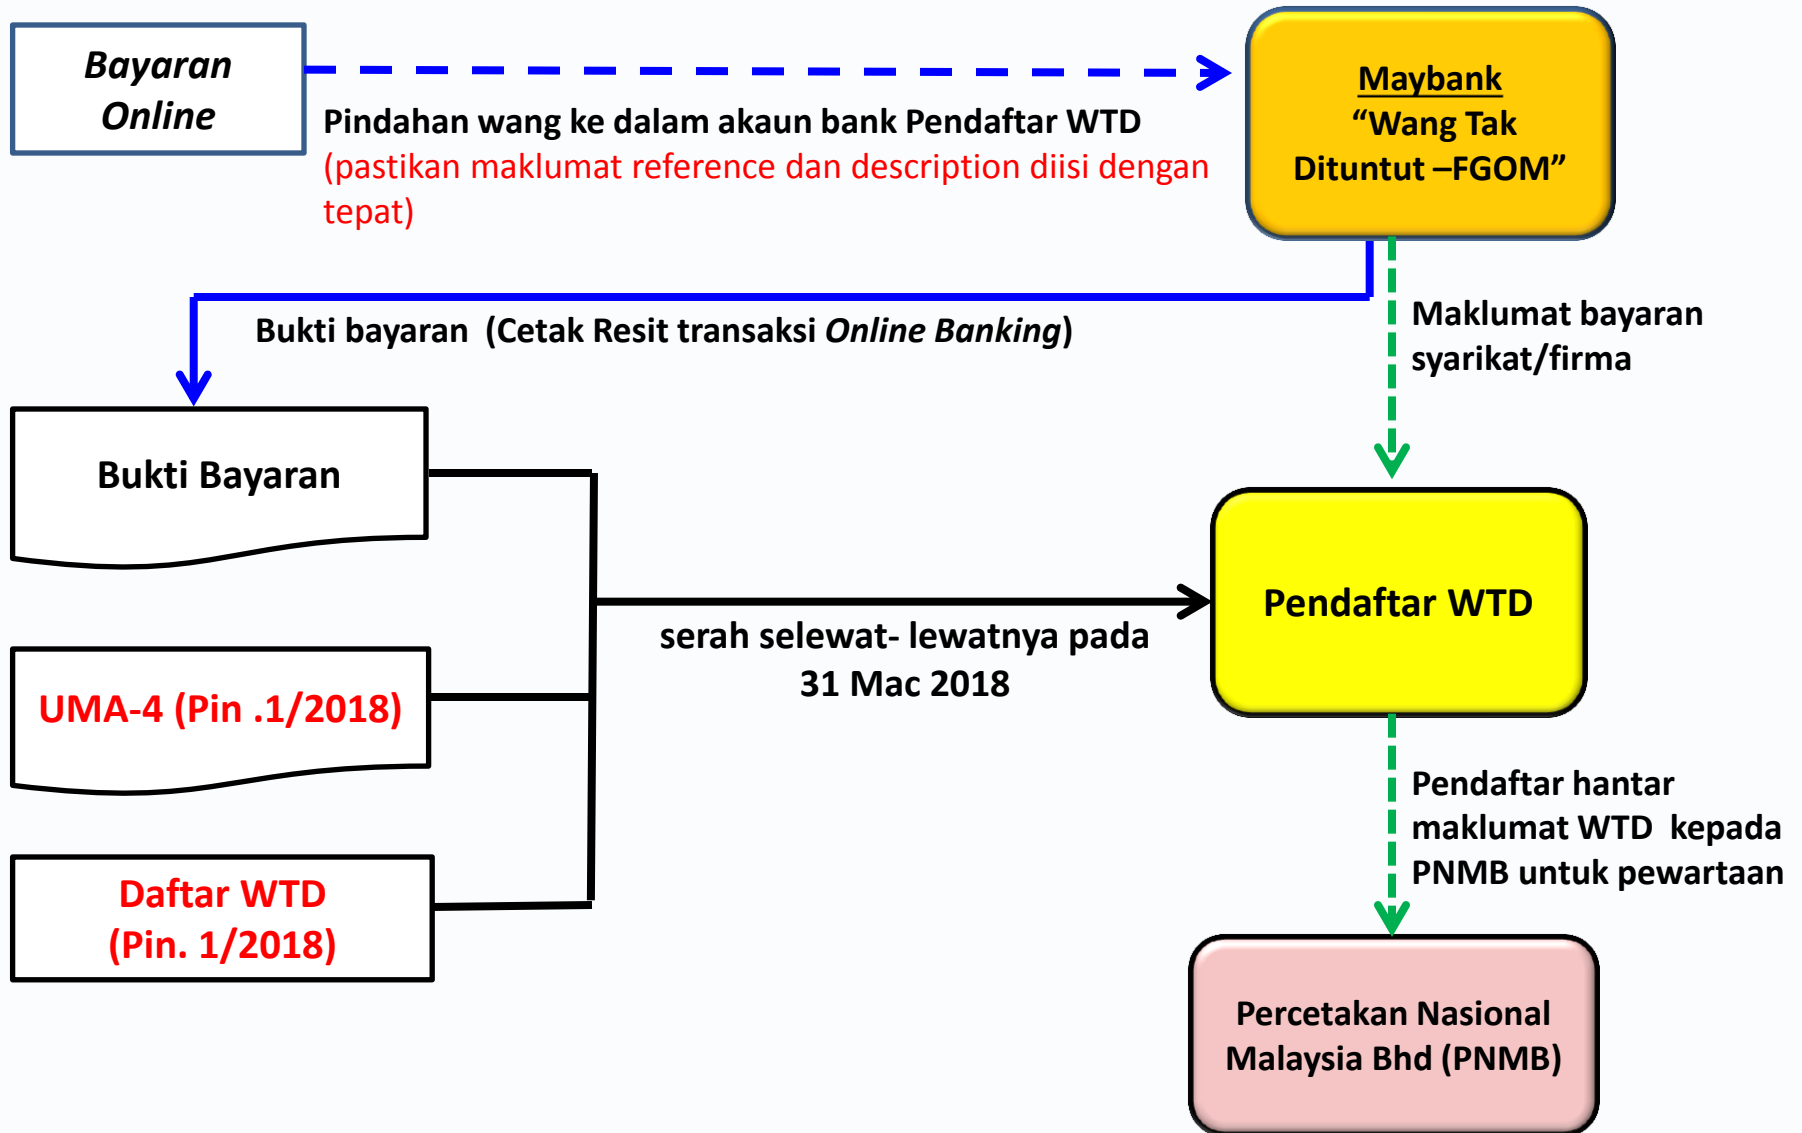 Bayaran
Online
Pindahan wang ke dalam akaun bank Pendaftar WTD
(pastikan maklumat reference dan description diisi dengan
tepat)
Maybank
“Wang Tak
Dituntut –FGOM”
Bukti bayaran (Cetak Resit transaksi Online Banking)
Maklumat bayaran
syarikat/firma
Bukti Bayaran
UMA-4 (Pin .1/2018)
Daftar WTD
(Pin. 1/2018)
serah selewat- lewatnya pada
31 Mac 2018
Pendaftar WTD
Pendaftar hantar
maklumat WTD kepada
PNMB untuk pewartaan
Percetakan Nasional
Malaysia Bhd (PNMB)